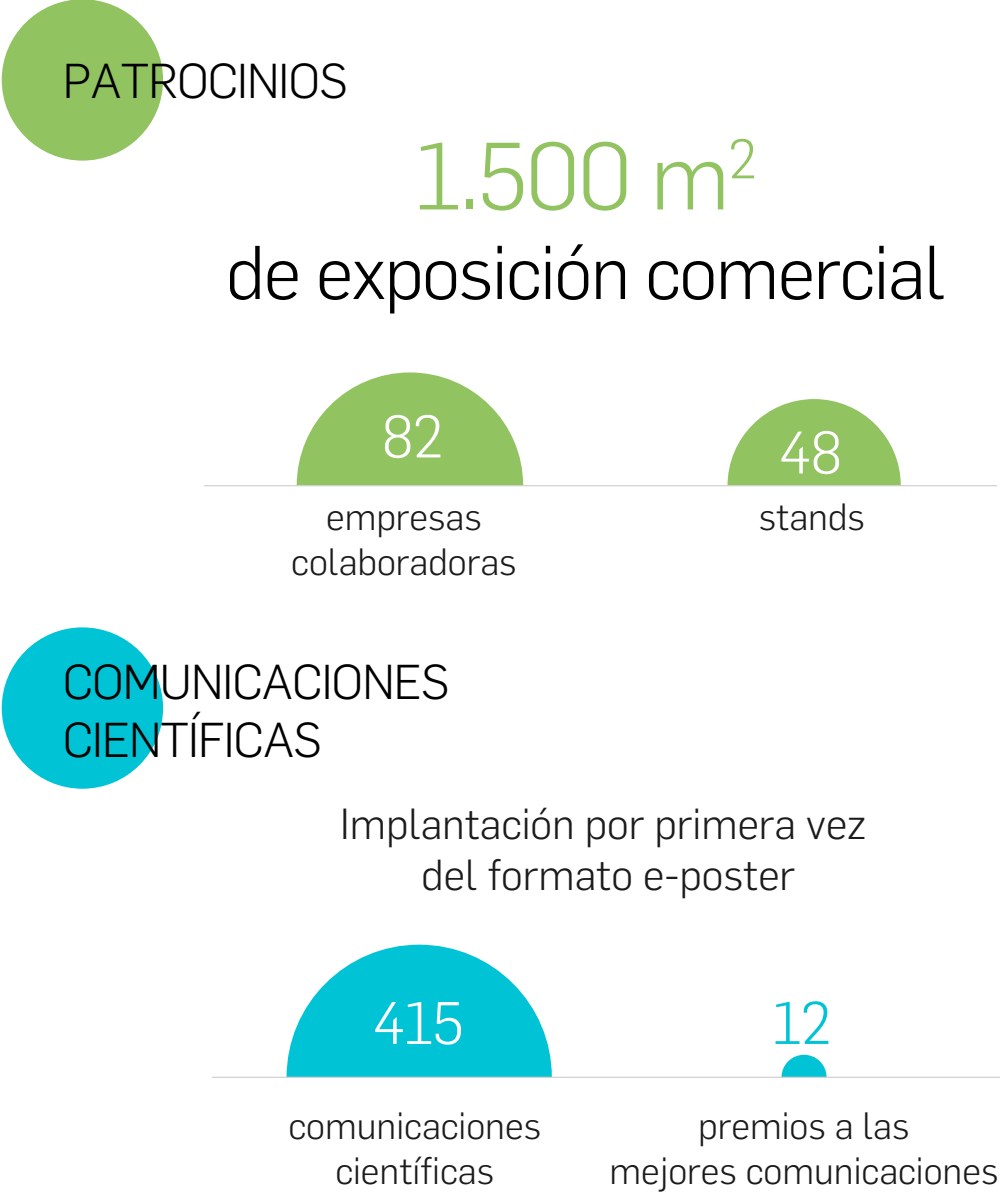 PATROCINIOS
1.500 m²
de exposición comercial
82
empresas
colaboradoras
48
stands
COMUNICACIONES
CIENTÍFICAS
Implantación por primera vez
del formato e-poster
415
comunicaciones
científicas
12
premios a las
mejores comunicaciones